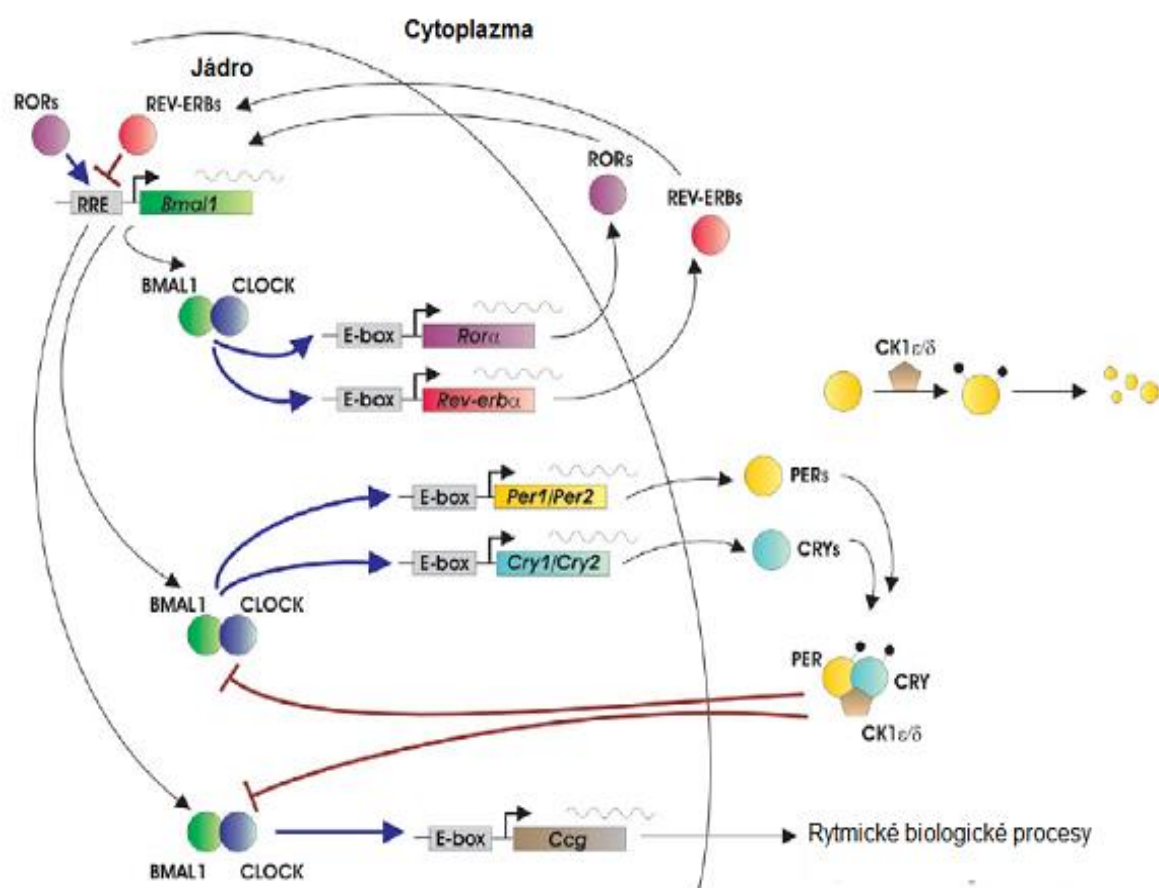 Cytoplazma
Jádro
RORs
REV-ERBs
RRE
Bmal1
RORs
REV-ERBs
BMAL1
CLOCK
E-box
Rorα
E-box
Rev-erbα
CK1ε/δ
E-box
Per1/Per2
PERs
E-box
Cry1/Cry2
CRYs
BMAL1
CLOCK
PER
CRY
CK1ε/δ
E-box
Ccg
Rytmické biologické procesy
BMAL1
CLOCK